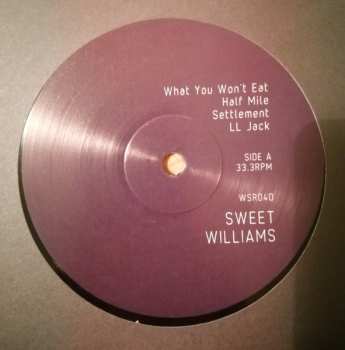 What You Won't Eat
Half Mile
Settlement
LL Jack
SIDE A
33.3RPM
WSR040
SWEET
WILLIAMS